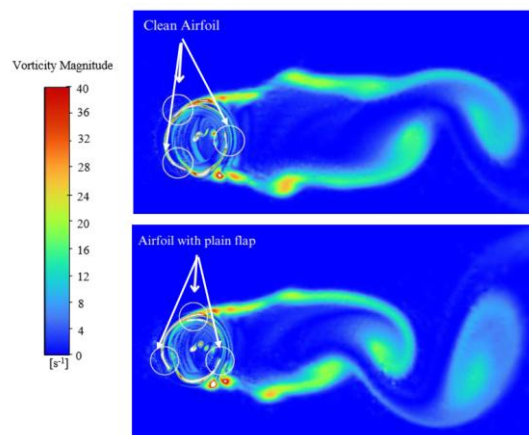 Clean Airfoil
Vorticity Magnitude
40
36
32
28
24
20
16
12
8
4
0
[s-1]
Airfoil with plain flap